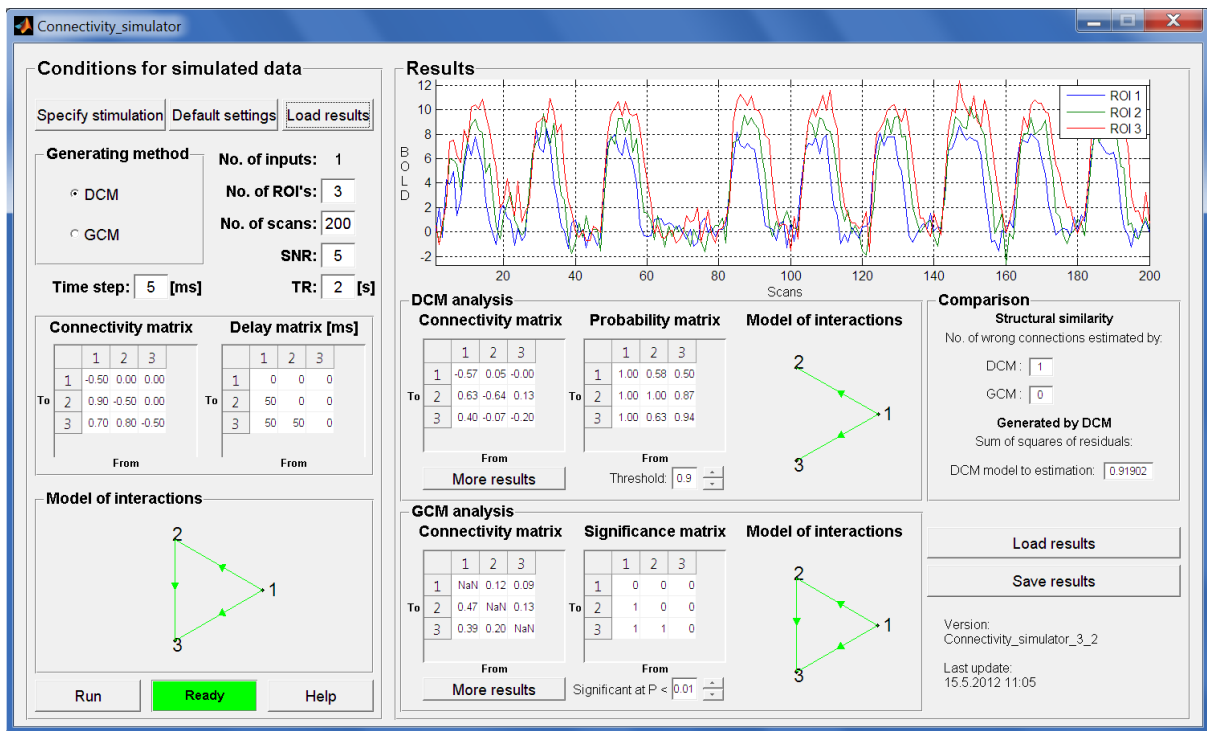 Connectivity_simulator
Conditions for simulated data
Specify stimulation Default settings Load results
Generating method
DCM
GCM
No. of inputs: 1
No. of ROI's: 3
No. of scans: 200
SNR: 5
Time step: 5 [ms]
TR: 2 [s]
Connectivity matrix
1 2 3
1 -0.50 0.00 0.00
To 2 0.90 -0.50 0.00
3 0.70 0.80 -0.50
From
Delay matrix [ms]
1 2 3
1 0 0 0
To 2 50 0 0
3 50 50 0
From
Model of interactions
2
1
3
Run Ready Help
Results
BOLD
12
10
8
6
4
2
0
-2
20 40 60 80 100 120 140 160 180 200
Scans
ROI 1
ROI 2
ROI 3
DCM analysis
Connectivity matrix
1 2 3
1 -0.57 0.05 -0.00
To 2 0.63 -0.64 0.13
3 0.40 -0.07 -0.20
From
More results
Probability matrix
1 2 3
1 1.00 0.58 0.50
To 2 1.00 1.00 0.87
3 1.00 0.63 0.94
From
Threshold: 0.9
Model of interactions
2
1
3
Comparison
Structural similarity
No. of wrong connections estimated by:
DCM : 1
GCM : 0
Generated by DCM
Sum of squares of residuals:
DCM model to estimation: 0.91902
GCM analysis
Connectivity matrix
1 2 3
1 NaN 0.12 0.09
To 2 0.47 NaN 0.13
3 0.39 0.20 NaN
From
More results
Significance matrix
1 2 3
1 0 0 0
To 2 1 0 0
3 1 1 0
From
Significant at P < 0.01
Model of interactions
2
1
3
Load results
Save results
Version:
Connectivity_simulator_3_2
Last update:
15.5.2012 11:05